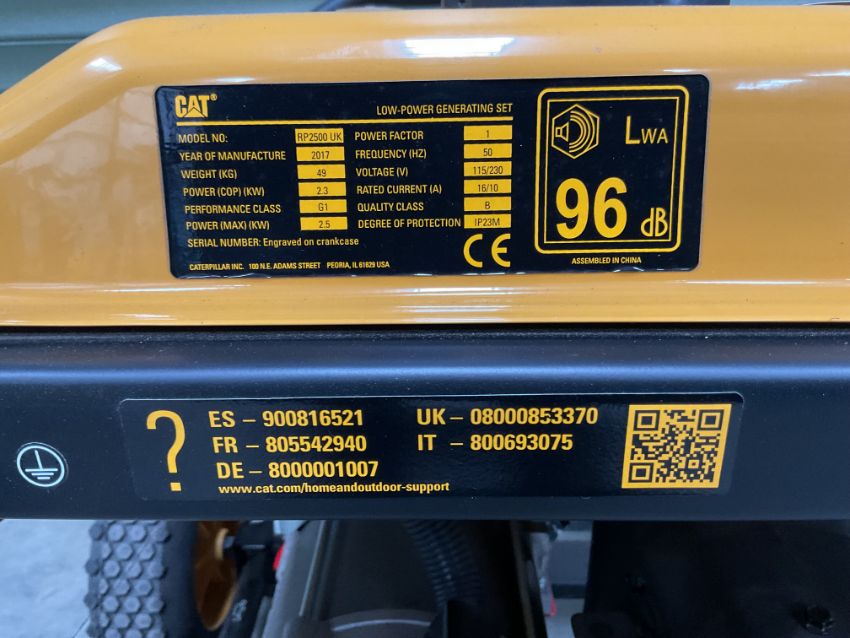 CAT®
LOW-POWER GENERATING SET
MODEL NO: RP2500 UK POWER FACTOR 1
YEAR OF MANUFACTURE 2017 FREQUENCY (HZ) 50
WEIGHT (KG) 49 VOLTAGE (V) 115/230
POWER (COP) (KW) 2.3 RATED CURRENT (A) 16/10
PERFORMANCE CLASS G1 QUALITY CLASS B
POWER (MAX) (KW) 2.5 DEGREE OF PROTECTION IP23M
SERIAL NUMBER: Engraved on crankcase
CE
CATERPILLAR INC. 100 N.E. ADAMS STREET PEORIA, IL 61629 USA
LWA
96 dB
ASSEMBLED IN CHINA
?
ES – 900816521 UK – 08000853370
FR – 805542940 IT – 800693075
DE – 8000001007
www.cat.com/homeandoutdoor-support